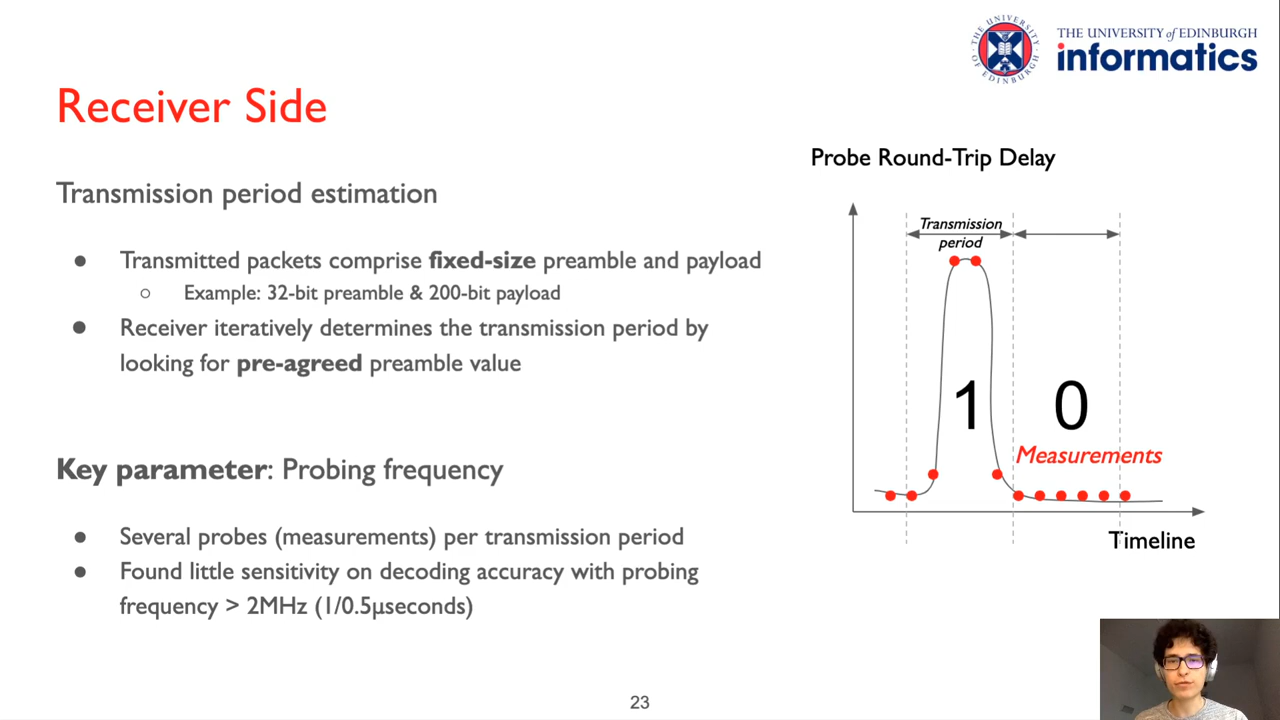 THE UNIVERSITY of EDINBURGH
informatics
Receiver Side
Transmission period estimation
● Transmitted packets comprise fixed-size preamble and payload
○ Example: 32-bit preamble & 200-bit payload
● Receiver iteratively determines the transmission period by
looking for pre-agreed preamble value
Key parameter: Probing frequency
● Several probes (measurements) per transmission period
● Found little sensitivity on decoding accuracy with probing
frequency > 2MHz (1/0.5µseconds)
Probe Round-Trip Delay
Transmission
period
1 0
Measurements
Timeline
23